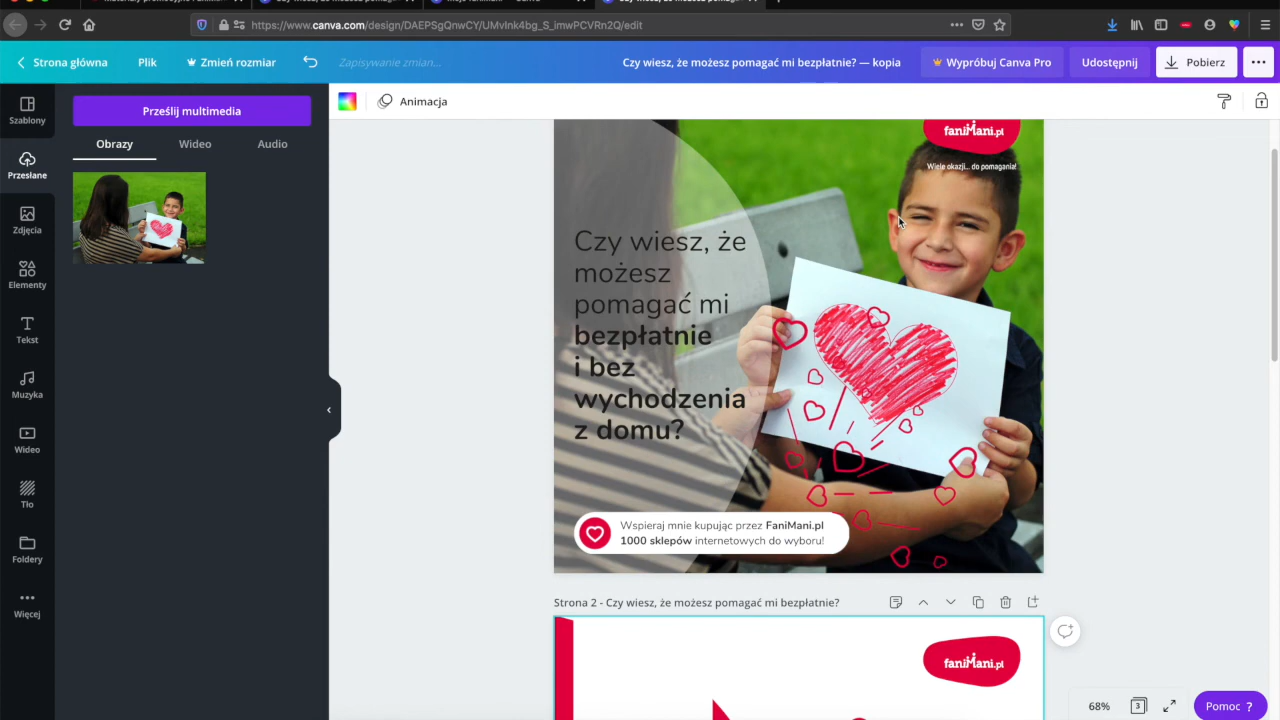 https://www.canva.com/design/DAEPSgQnwCY/UMvInk4bg_S_imwPCVRn2Q/edit
Strona główna
Plik
Zmień rozmiar
Zapisywanie zmian...
Czy wiesz, że możesz pomagać mi bezpłatnie? — kopia
Wypróbuj Canva Pro
Udostępnij
Pobierz
Szablony
Prześlij multimedia
Animacja
Obrazy
Wideo
Audio
Przesłane
Zdjęcia
Elementy
Tekst
Muzyka
Wideo
Tło
Foldery
Więcej
faniMani.pl
Wiele okazji... do pomagania!
Czy wiesz, że
możesz
pomagać mi
bezpłatnie
i bez
wychodzenia
z domu?
Wspieraj mnie kupując przez FaniMani.pl
1000 sklepów internetowych do wyboru!
Strona 2 - Czy wiesz, że możesz pomagać mi bezpłatnie?
faniMani.pl
68%
3
Pomoc ?